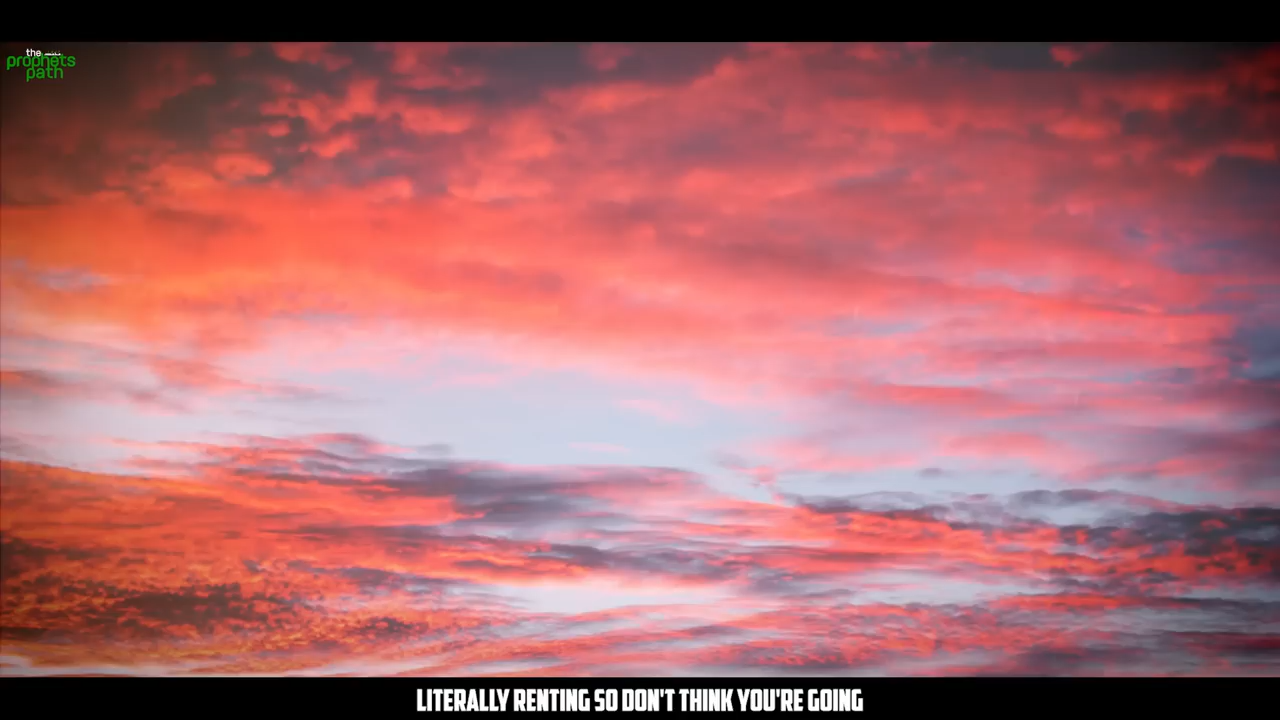 the
prophets
path
LITERALLY RENTING SO DON'T THINK YOU'RE GOING